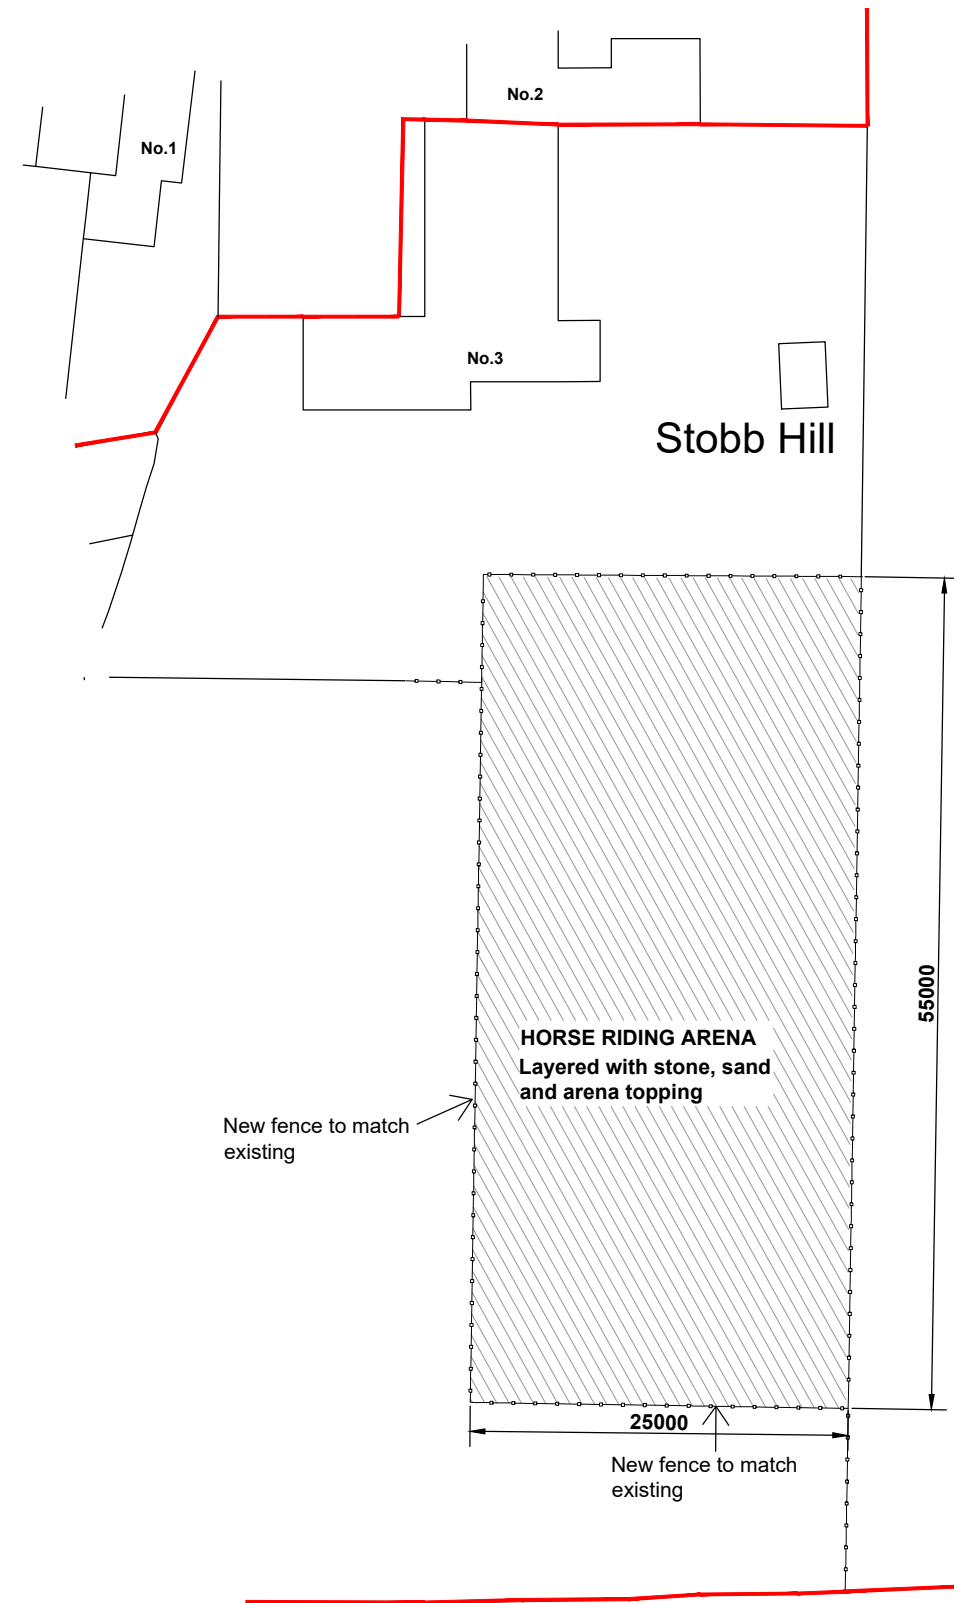 No.2
No.1
No.3
Stobb Hill
55000
HORSE RIDING ARENA
Layered with stone, sand
and arena topping
New fence to match
existing
25000
New fence to match
existing